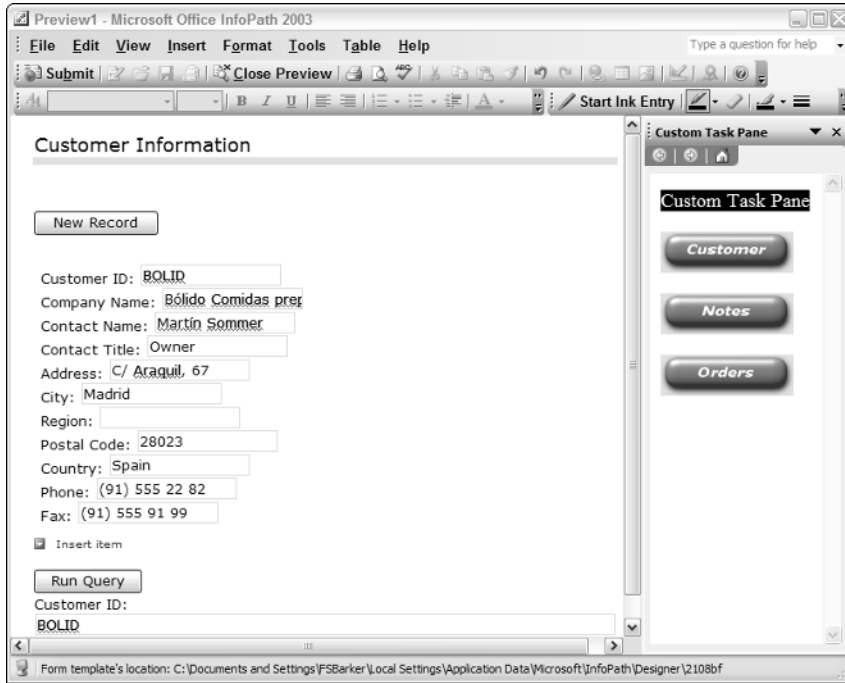 Preview1 - Microsoft Office InfoPath 2003
File Edit View Insert Format Tools Table Help
Type a question for help
Submit Close Preview
B I U A Start Ink Entry
Customer Information
New Record
Customer ID: BOLID
Company Name: Bólido Comidas prep
Contact Name: Martín Sommer
Contact Title: Owner
Address: C/ Araquil, 67
City: Madrid
Region:
Postal Code: 28023
Country: Spain
Phone: (91) 555 22 82
Fax: (91) 555 91 99
Insert item
Run Query
Customer ID:
BOLID
Custom Task Pane
Custom Task Pane
Customer
Notes
Orders
Form template's location: C:\Documents and Settings\FSBarker\Local Settings\Application Data\Microsoft\InfoPath\Designer\2108bf